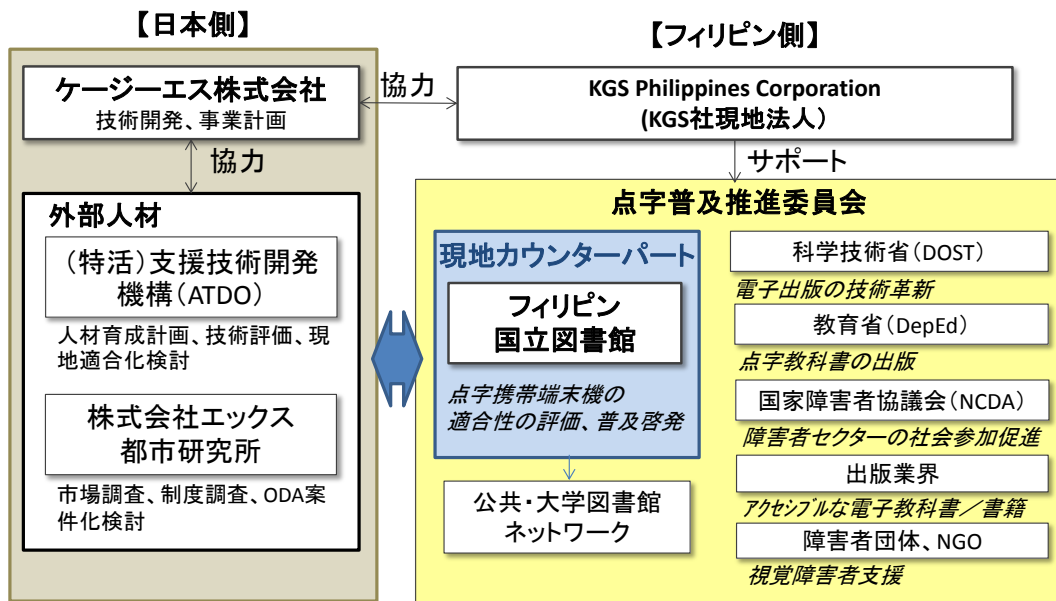 【日本側】
ケージーエス株式会社
技術開発、事業計画
協力
外部人材
（特活）支援技術開発
機構（ATDO）
人材育成計画、技術評価、現
地適合化検討
株式会社エックス
都市研究所
市場調査、制度調査、ODA案
件化検討
協力
【フィリピン側】
KGS Philippines Corporation
（KGS社現地法人）
サポート
点字普及推進委員会
現地カウンターパート
フィリピン
国立図書館
点字携帯端末機の
適合性の評価、普及啓発
公共・大学図書館
ネットワーク
科学技術省（DOST）
電子出版の技術革新
教育省（DepEd）
点字教科書の出版
国家障害者協議会（NCDA）
障害者セクターの社会参加促進
出版業界
アクセシブルな電子教科書／書籍
障害者団体、NGO
視覚障害者支援